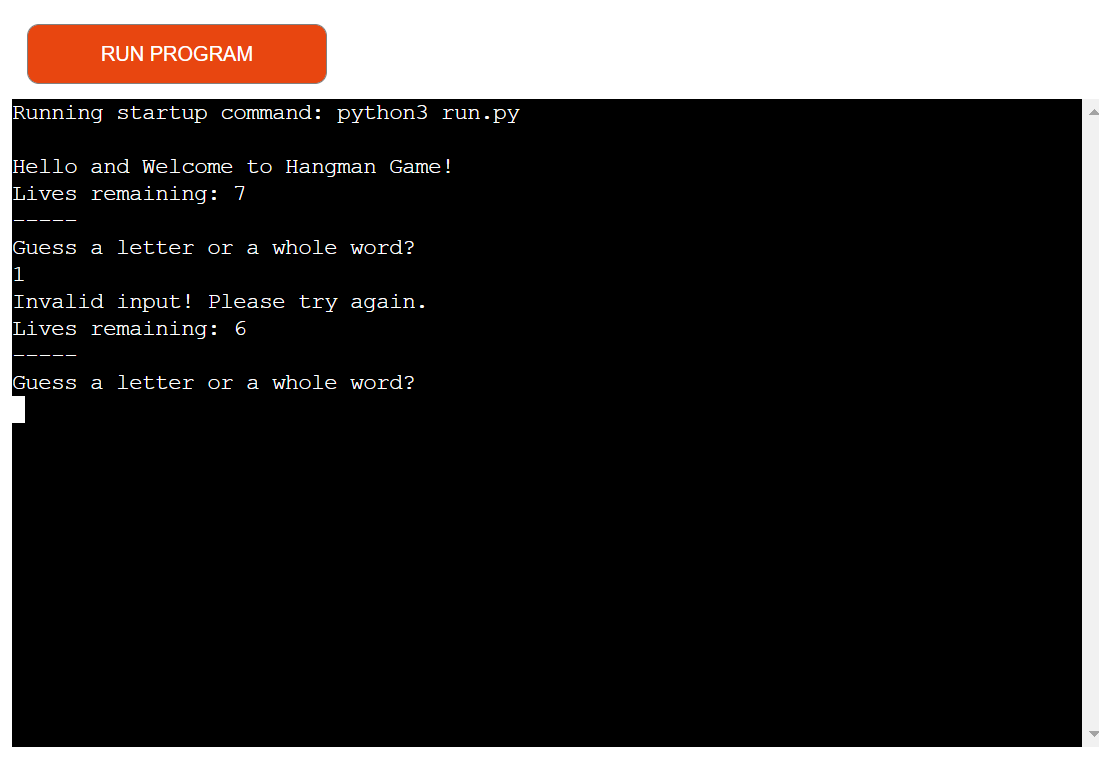 RUN PROGRAM
Running startup command: python3 run.py
Hello and Welcome to Hangman Game!
Lives remaining: 7
-----
Guess a letter or a whole word?
1
Invalid input! Please try again.
Lives remaining: 6
-----
Guess a letter or a whole word?